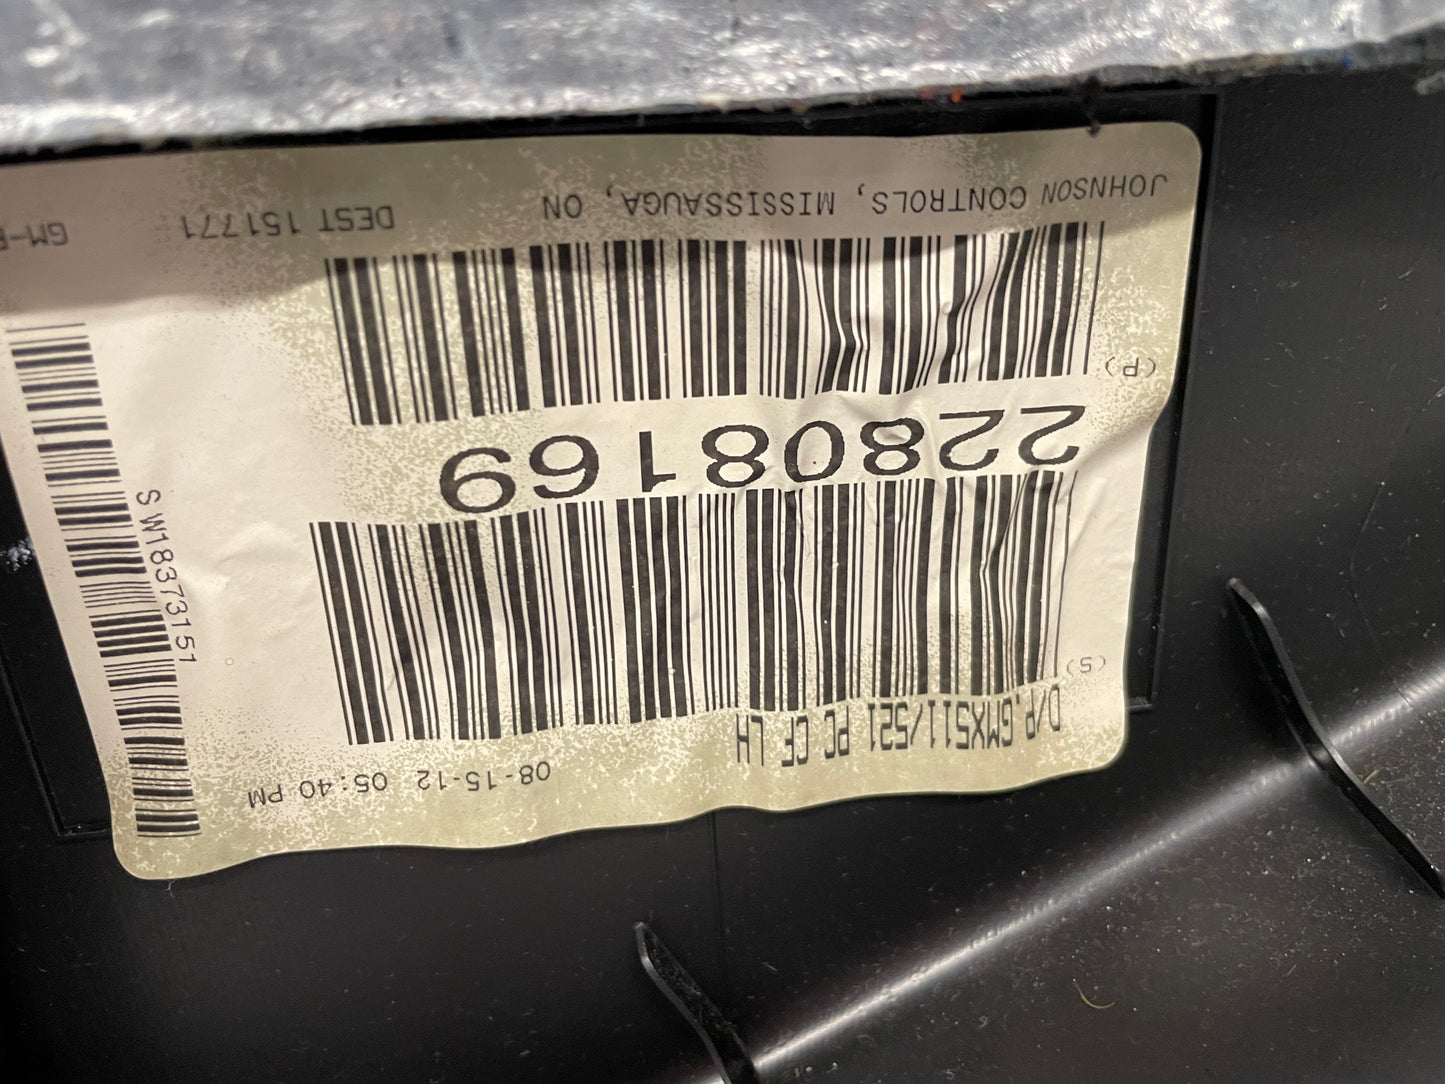 JOHNSON CONTROLS, MISSISSAUGA, ON DEST 151771
(P)
22808169
(S)
D/P,GMX511/521 PC CF LH
08-15-12 05:40 PM
S W18373151